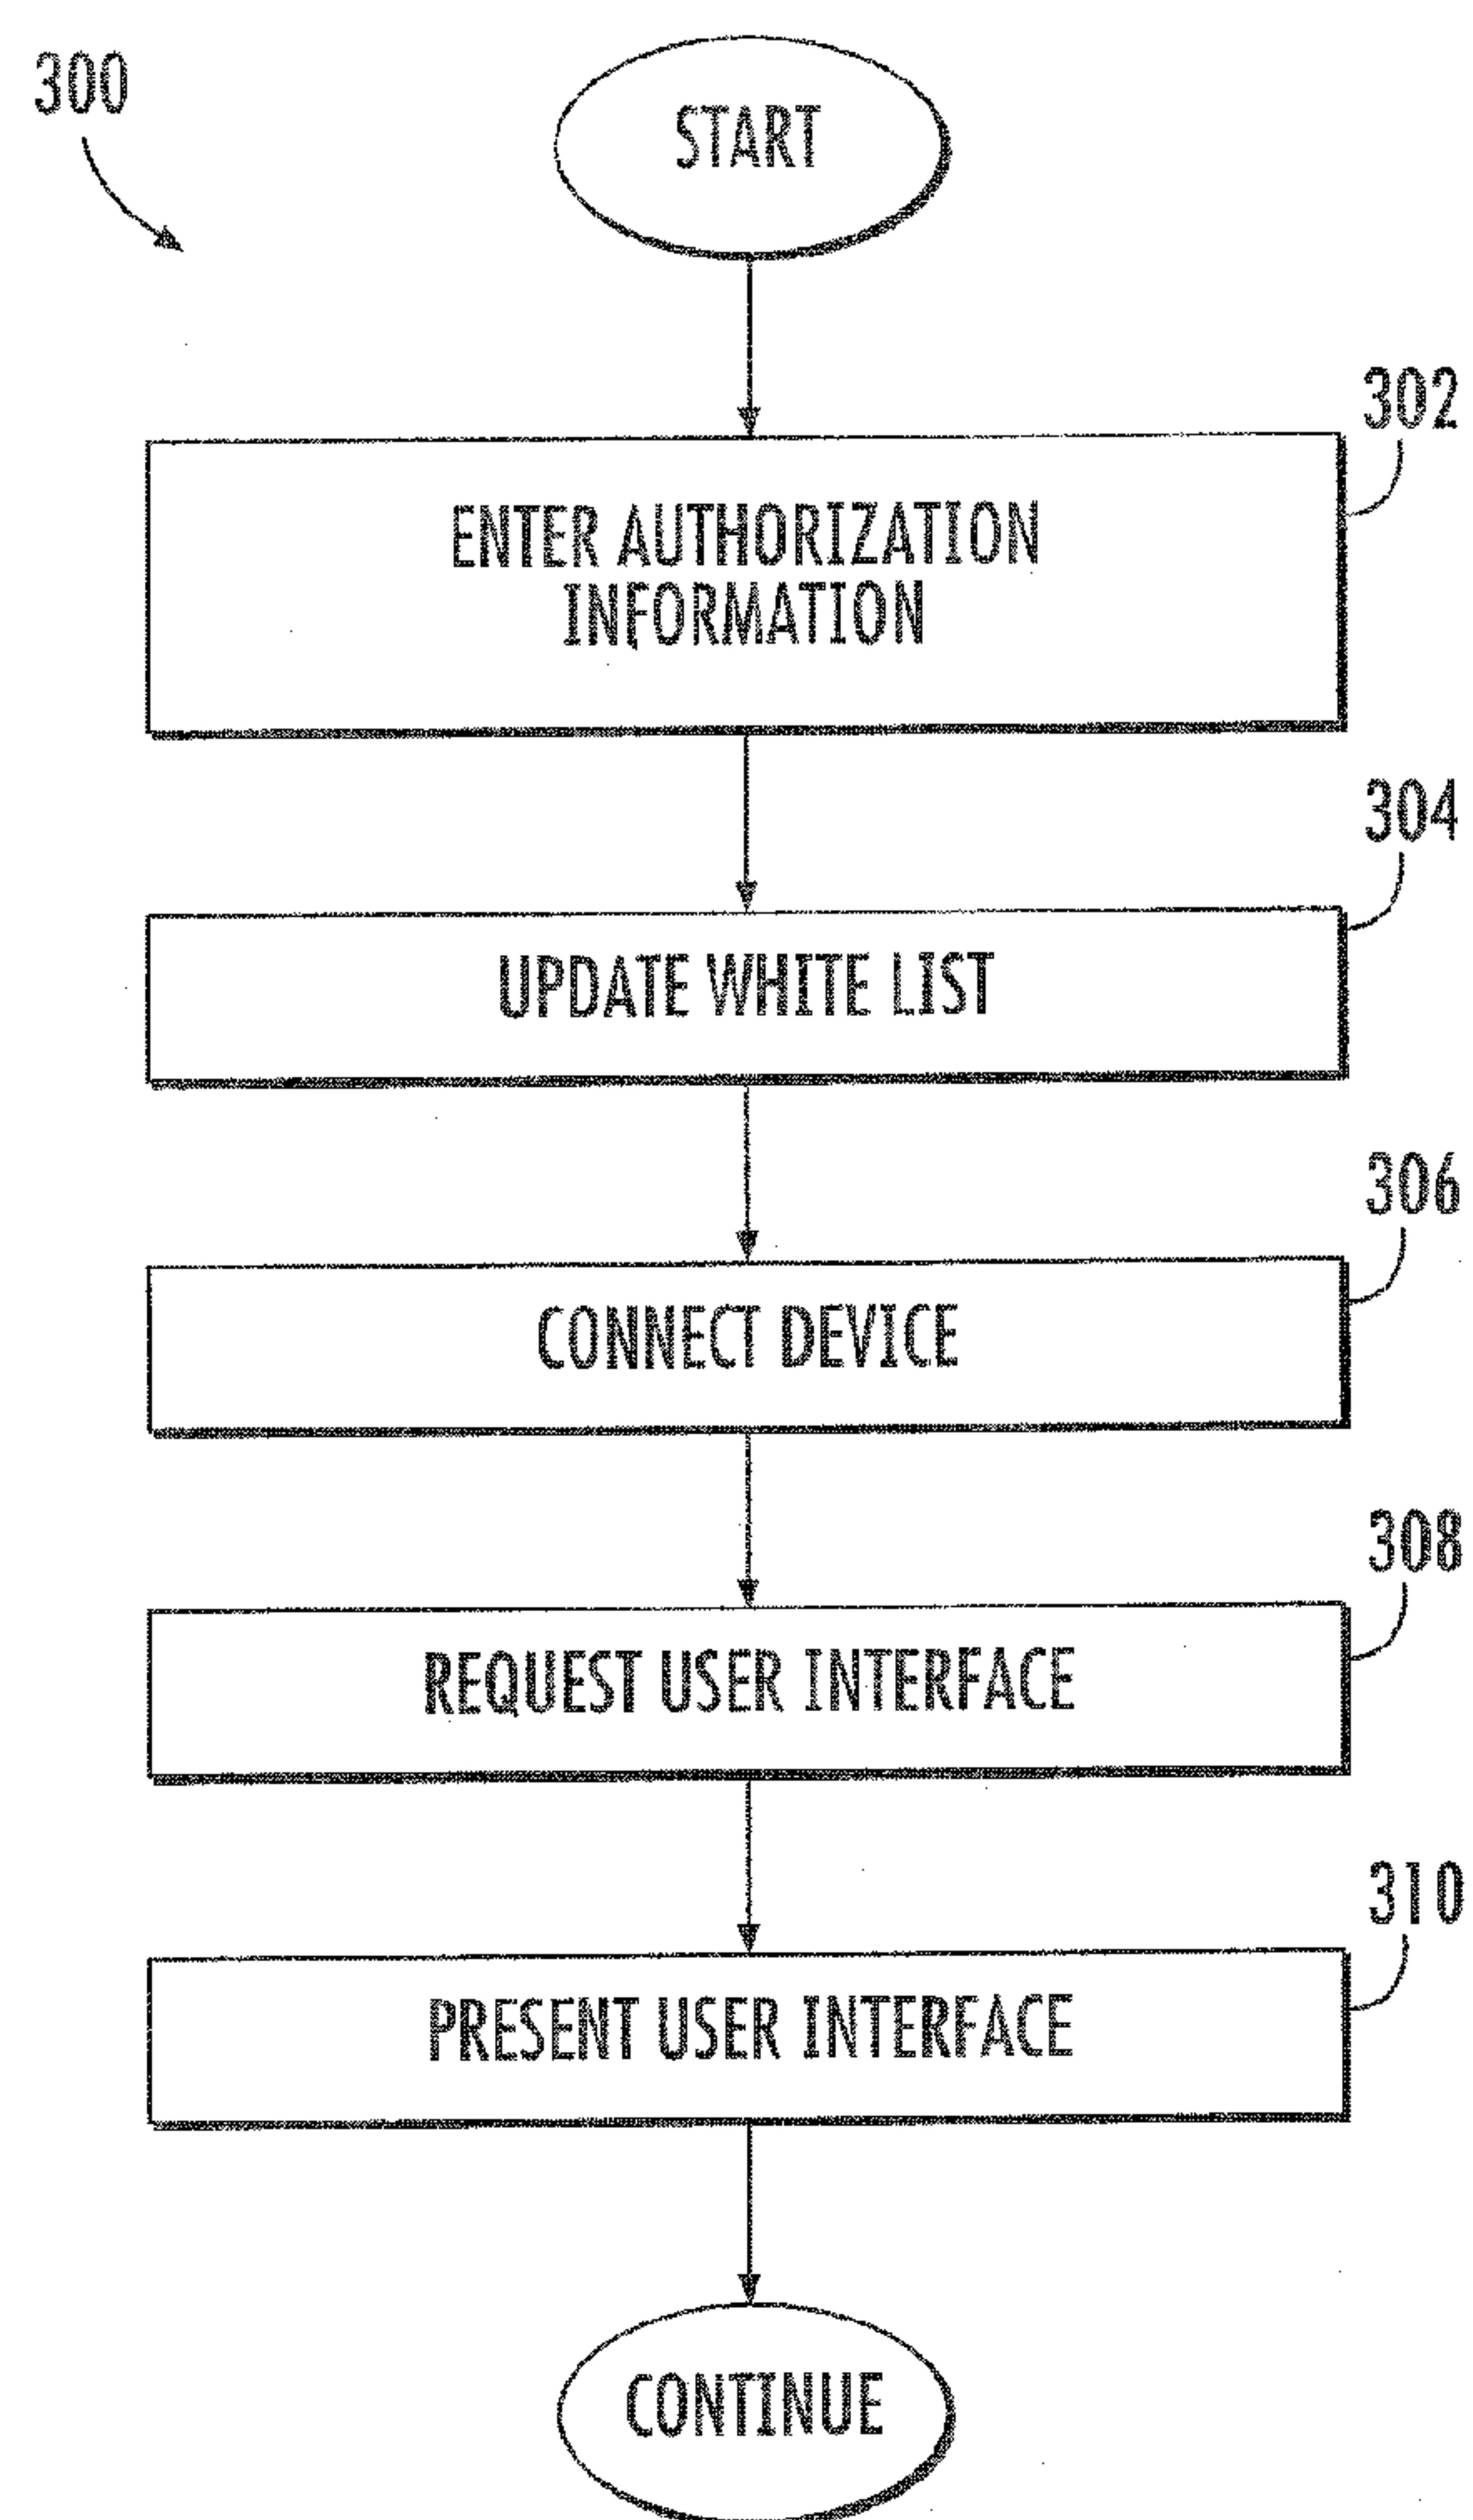 300
START
302
ENTER AUTHORIZATION
INFORMATION
304
UPDATE WHITE LIST
306
CONNECT DEVICE
308
REQUEST USER INTERFACE
310
PRESENT USER INTERFACE
CONTINUE